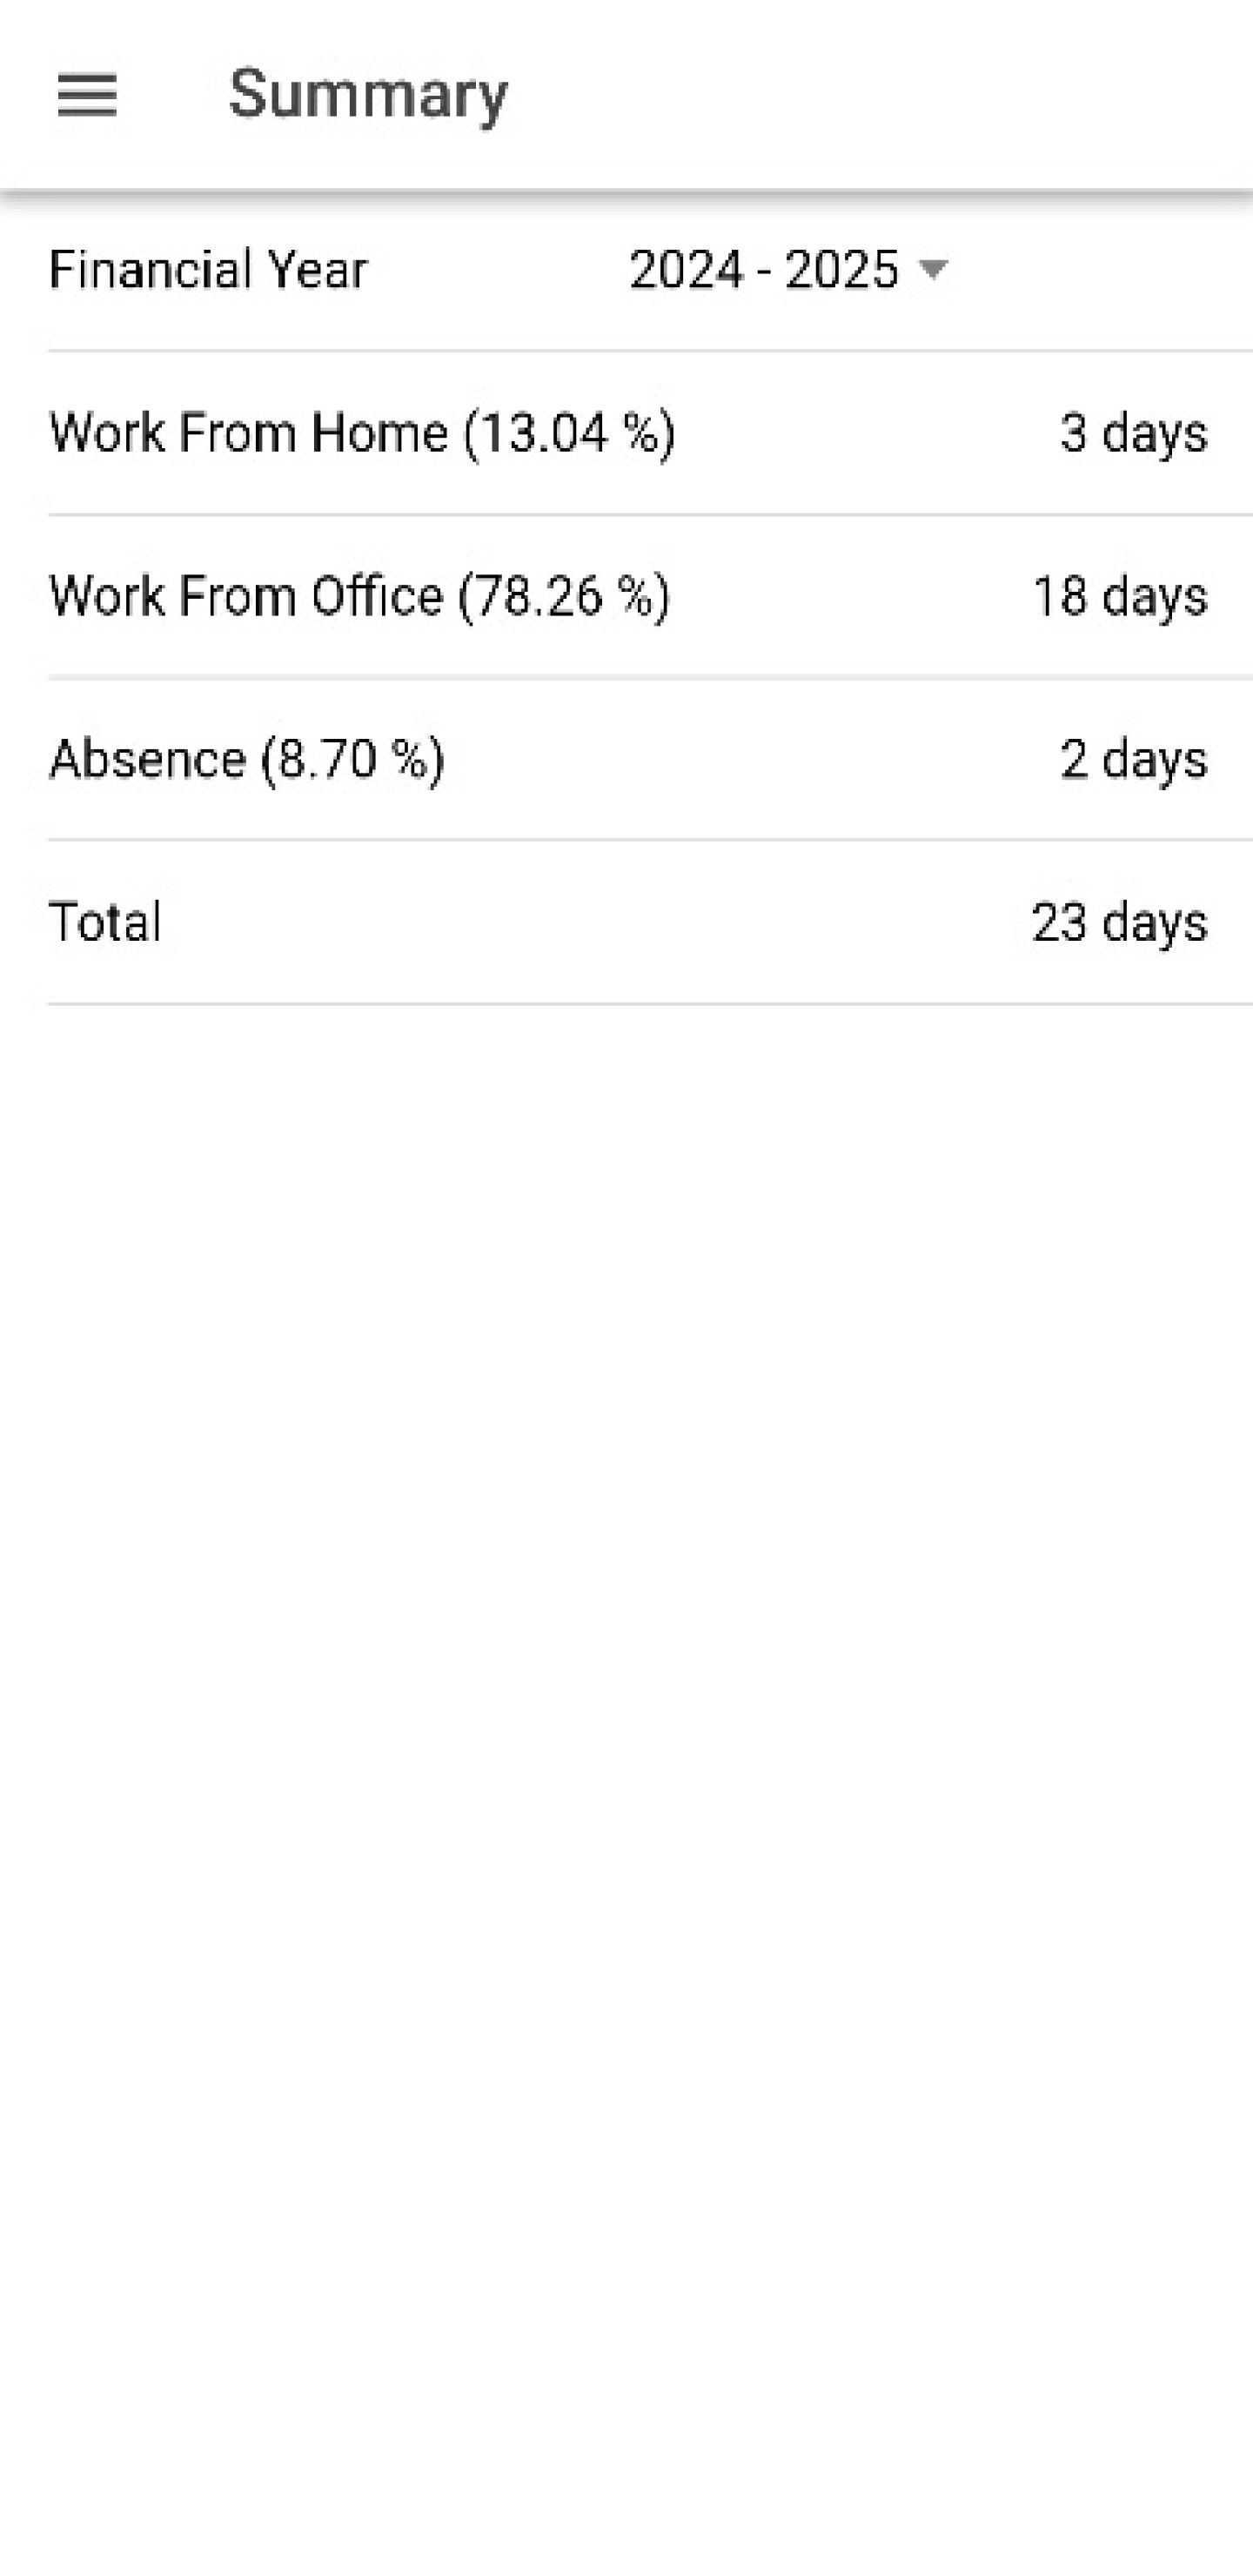 Summary
Financial Year 2024 - 2025
Work From Home (13.04 %) 3 days
Work From Office (78.26 %) 18 days
Absence (8.70 %) 2 days
Total 23 days